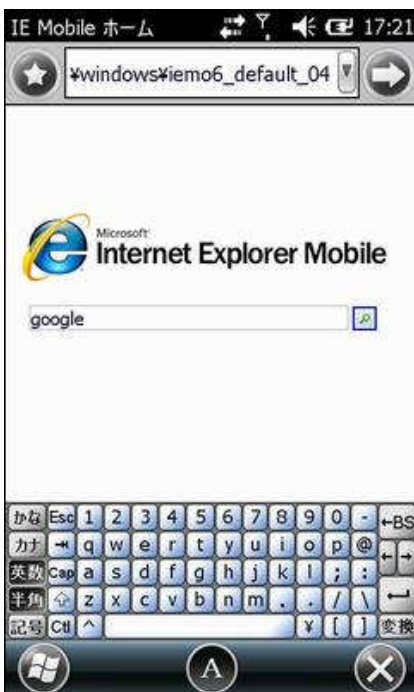 IE Mobile ホーム 17:21
¥windows¥iemo6_default_04
Microsoft
Internet Explorer Mobile
google
かな Esc 1 2 3 4 5 6 7 8 9 0 - ←BS
カナ →| q w e r t y u i o p @
英数 Cap a s d f g h j k l ; : ← →
半角 z x c v b n m , . / \
記号 Ctl ^ ¥ [ ] 変換
A